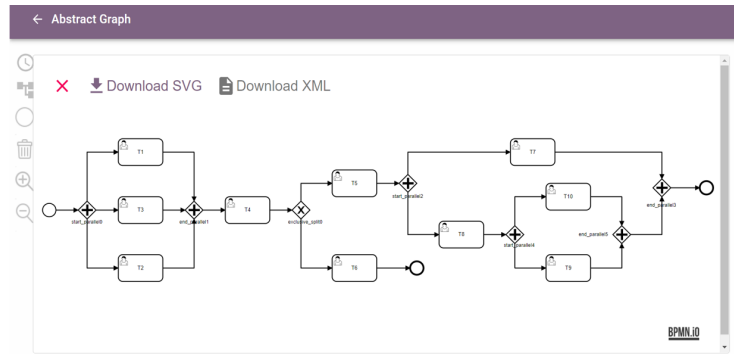 Abstract Graph
Download SVG Download XML
T1
T7
T5
start_parallel2
T10
end_parallel3
T3
T4
start_parallel0
end_parallel1
exclusive_split6
T8
end_parallel5
start_parallel4
T2
T6
T9
BPMN.iO